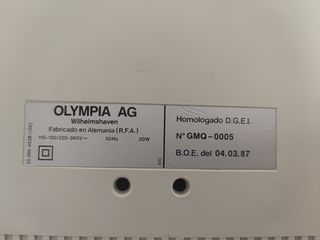 OLYMPIA AG
Wilhelmshaven
Fabricado en Alemania (R.F.A.)
110-120/220-240V~ 50Hz 30W
Homologado D.G.E.I.
Nº GMQ-0005
B.O.E. del 04.03.87